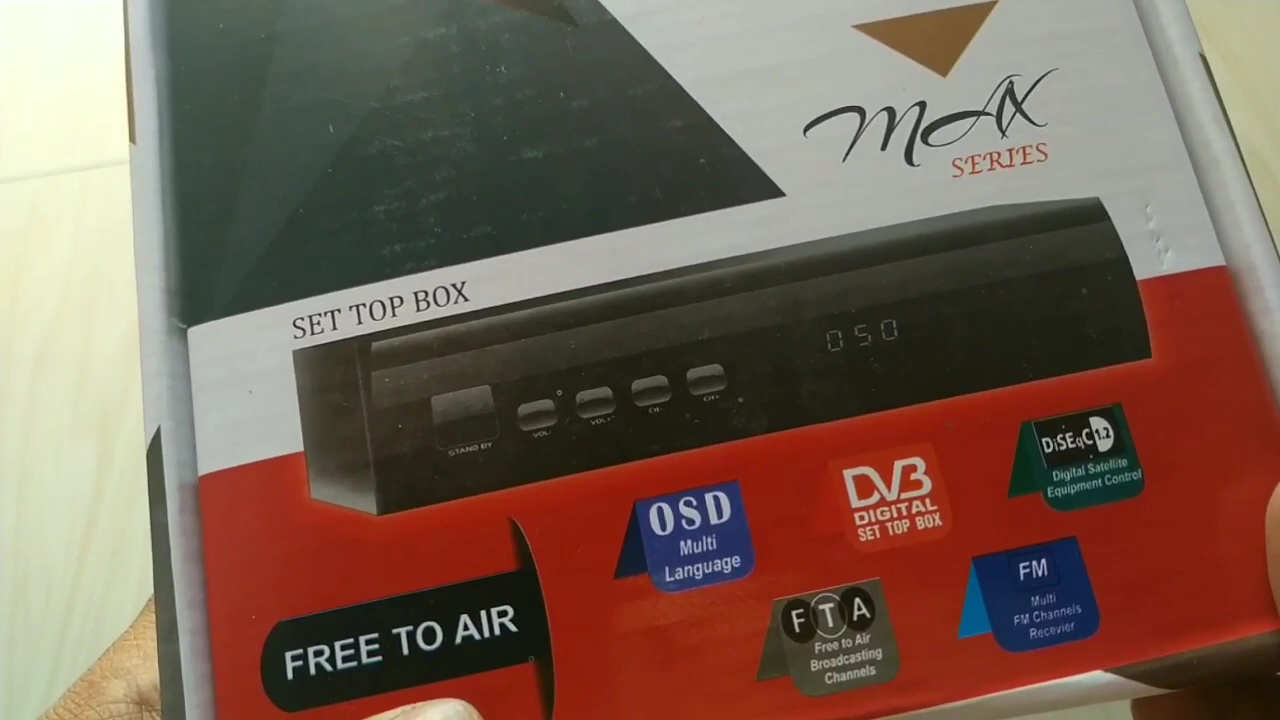 MAX
SERIES
SET TOP BOX
050
STAND BY
VOL-
VOL+
CH-
CH+
DiSEqC 1.2
Digital Satellite
Equipment Control
OSD
Multi
Language
DVB
DIGITAL
SET TOP BOX
FREE TO AIR
FTA
Free to Air
Broadcasting
Channels
FM
Multi
FM Channels
Recevier